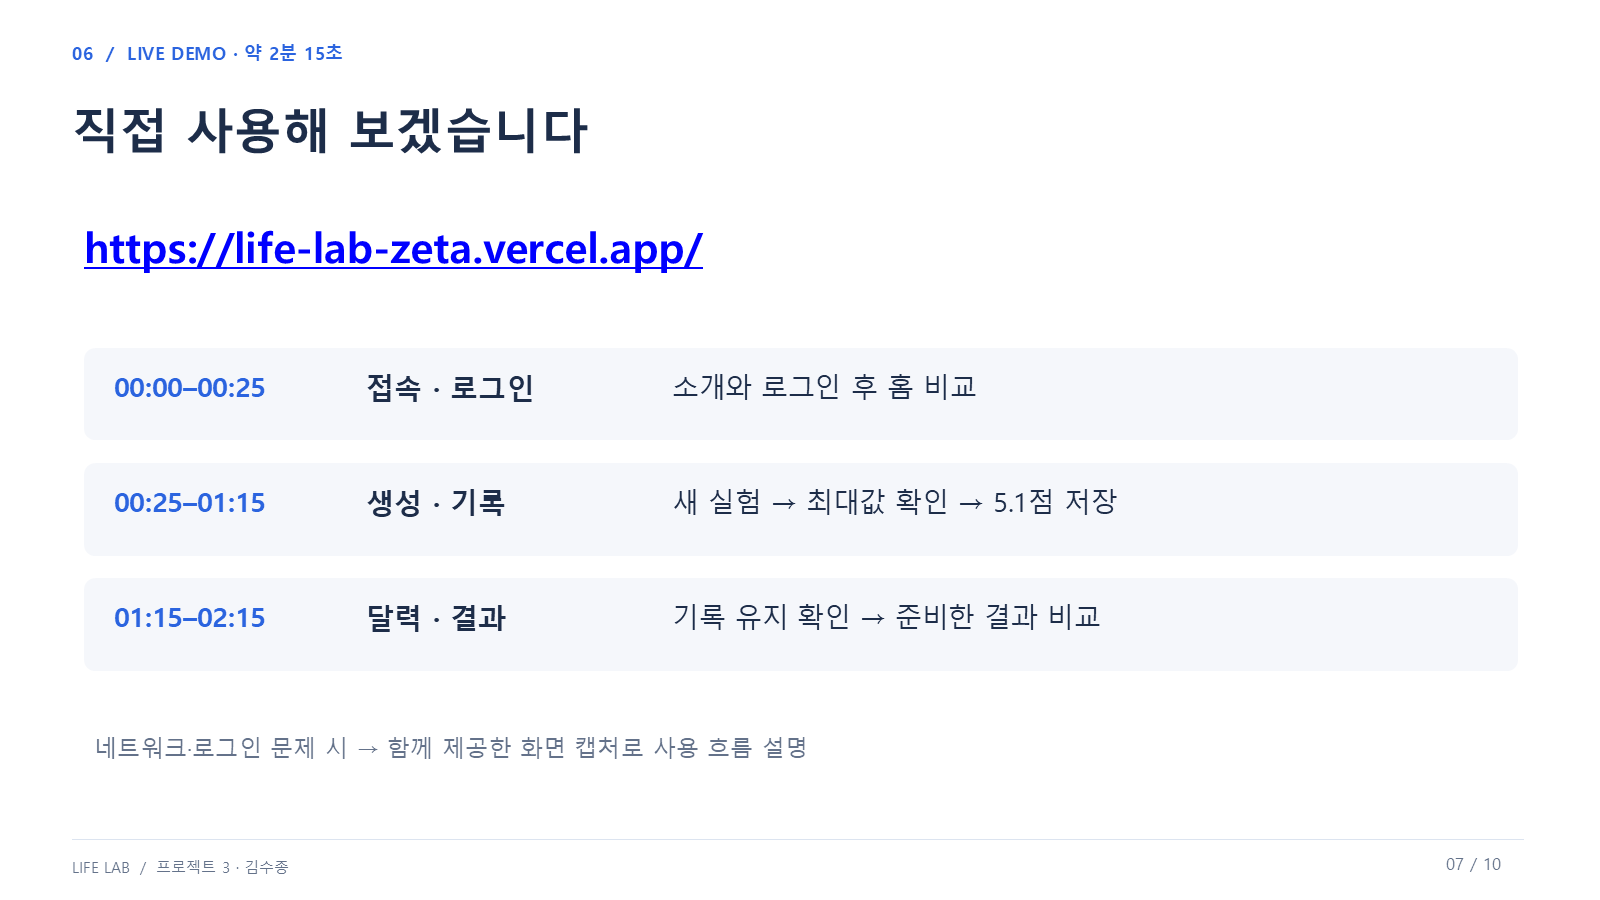 06 / LIVE DEMO · 약 2분 15초
직접 사용해 보겠습니다
https://life-lab-zeta.vercel.app/
00:00–00:25 접속 · 로그인 소개와 로그인 후 홈 비교
00:25–01:15 생성 · 기록 새 실험 → 최대값 확인 → 5.1점 저장
01:15–02:15 달력 · 결과 기록 유지 확인 → 준비한 결과 비교
네트워크·로그인 문제 시 → 함께 제공한 화면 캡처로 사용 흐름 설명
LIFE LAB / 프로젝트 3 · 김수종
07 / 10